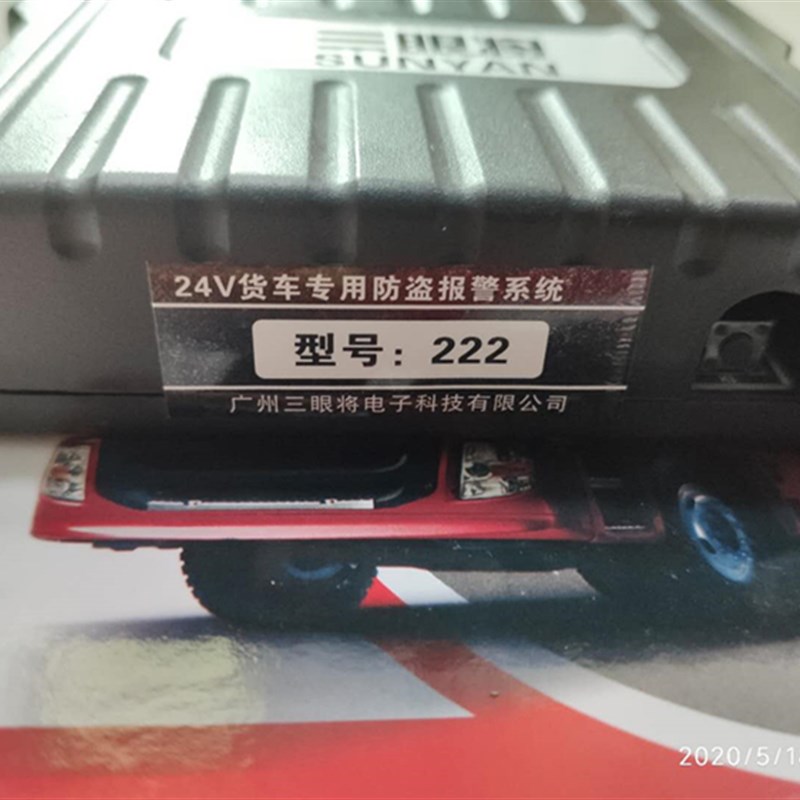 三眼将
SUNYAN
24V货车专用防盗报警系统
型号：222
广州三眼将电子科技有限公司
2020/5/18